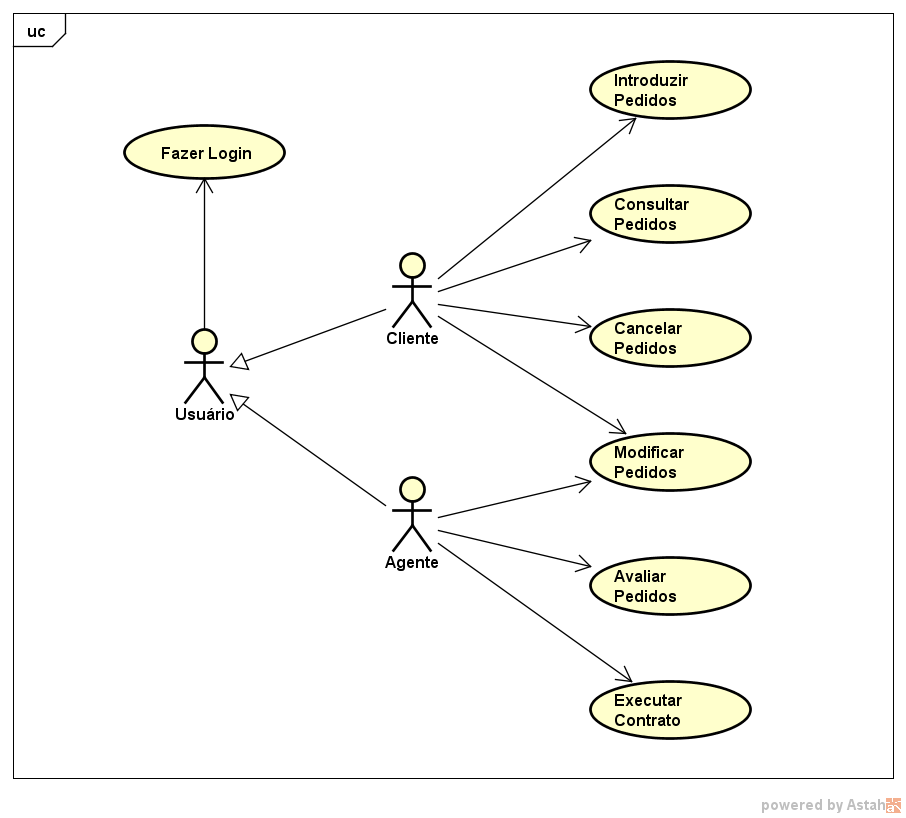 uc
Introduzir
Pedidos
Fazer Login
Consultar
Pedidos
Cliente
Cancelar
Pedidos
Usuário
Modificar
Pedidos
Agente
Avaliar
Pedidos
Executar
Contrato
powered by Astah